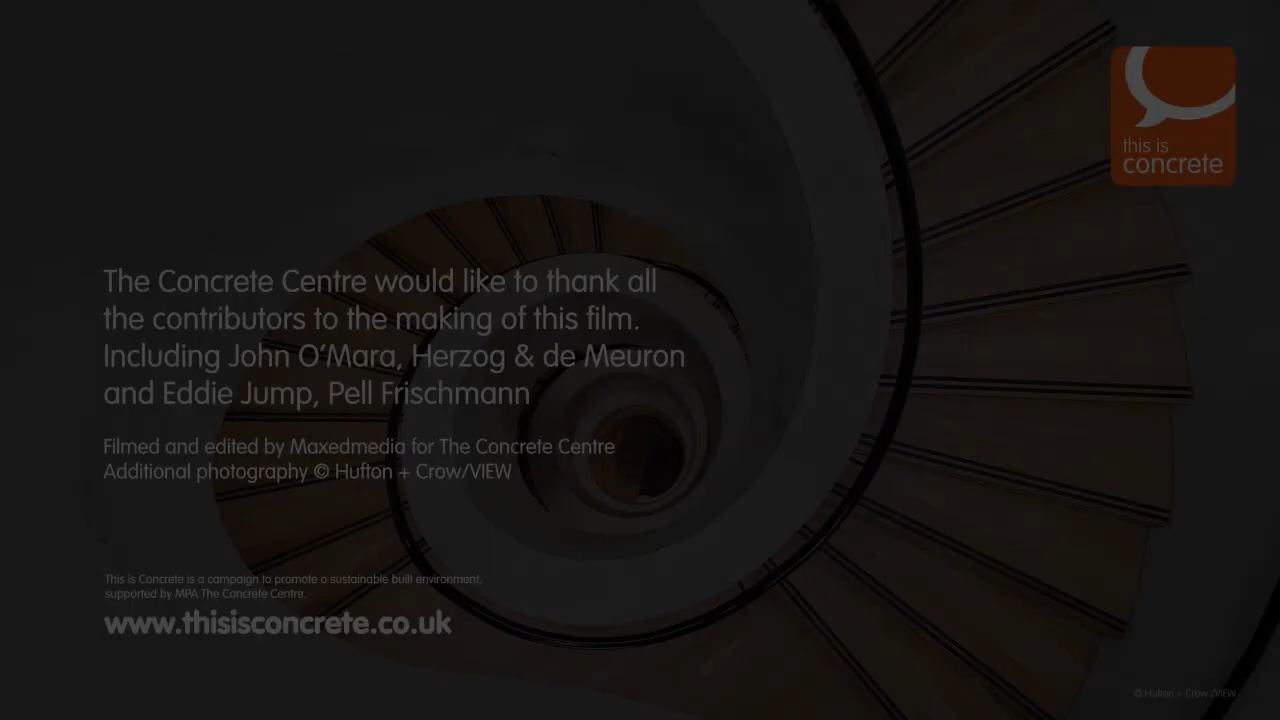 this is
concrete
The Concrete Centre would like to thank all
the contributors to the making of this film.
Including John O'Mara, Herzog & de Meuron
and Eddie Jump, Pell Frischmann
Filmed and edited by Maxedmedia for The Concrete Centre
Additional photography © Hufton + Crow/VIEW
This is Concrete is a campaign to promote a sustainable built environment,
supported by MPA The Concrete Centre.
www.thisisconcrete.co.uk
© Hufton + Crow /VIEW